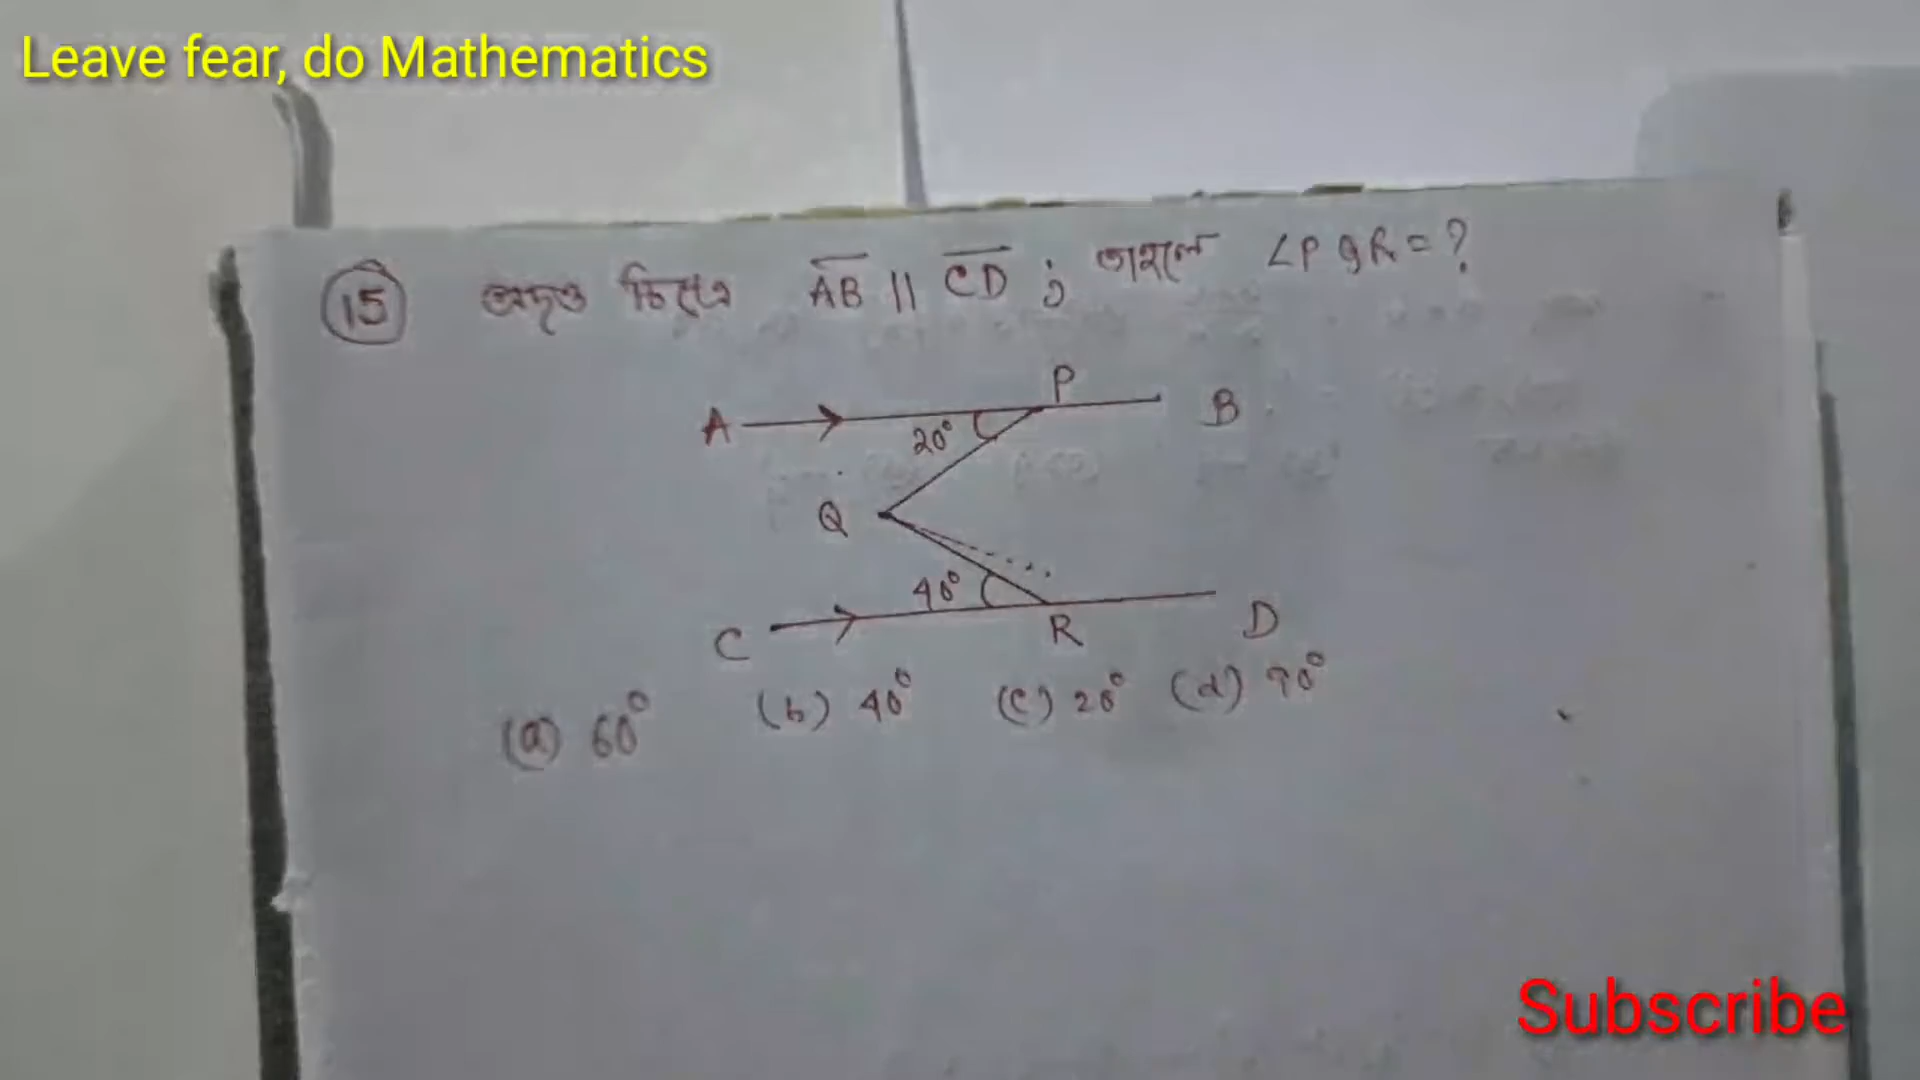 Leave fear, do Mathematics
15 প্রদত্ত চিত্রে AB || CD ; তাহলে ∠PQR = ?
A P B
20°
Q
40°
C R D
(a) 60° (b) 40° (c) 20° (d) 90°
Subscribe